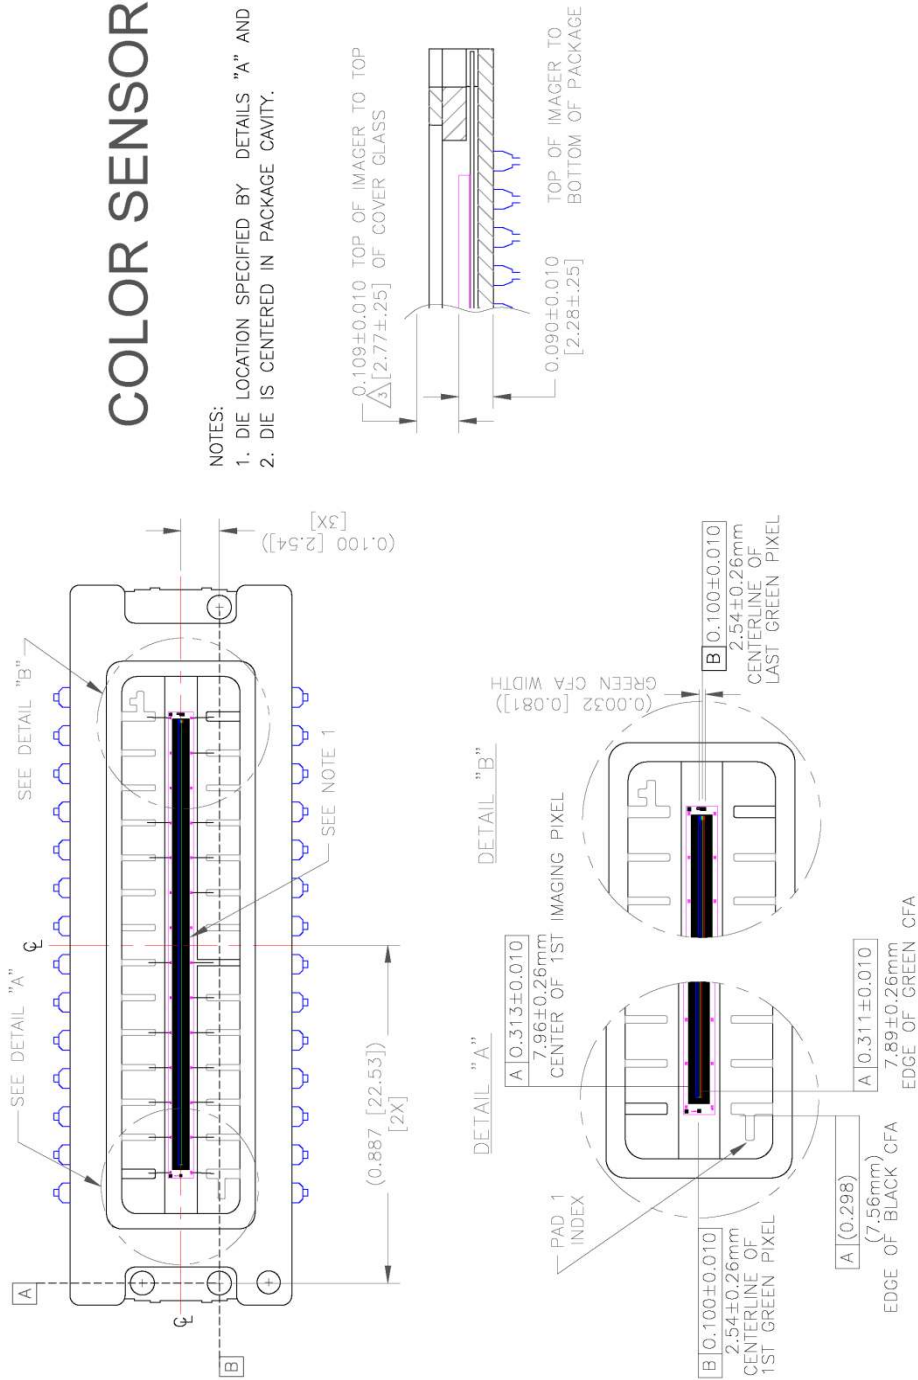 COLOR SENSOR
NOTES:
1. DIE LOCATION SPECIFIED BY DETAILS "A" AND
2. DIE IS CENTERED IN PACKAGE CAVITY.
0.109±0.010 TOP OF IMAGER TO TOP
3 [2.77±.25] OF COVER GLASS
0.090±0.010 TOP OF IMAGER TO
[2.28±.25] BOTTOM OF PACKAGE
SEE DETAIL "A"
SEE DETAIL "B"
SEE NOTE 1
(0.100 [2.54])
[3X]
(0.887 [22.53])
[2X]
A
B
DETAIL "A"
A 0.313±0.010
7.96±0.26mm
CENTER OF 1ST IMAGING PIXEL
PAD 1
INDEX
B 0.100±0.010
2.54±0.26mm
CENTERLINE OF
1ST GREEN PIXEL
A (0.298)
(7.56mm)
EDGE OF BLACK CFA
A 0.311±0.010
7.89±0.26mm
EDGE OF GREEN CFA
DETAIL "B"
(0.0032 [0.081])
GREEN CFA WIDTH
B 0.100±0.010
2.54±0.26mm
CENTERLINE OF
LAST GREEN PIXEL